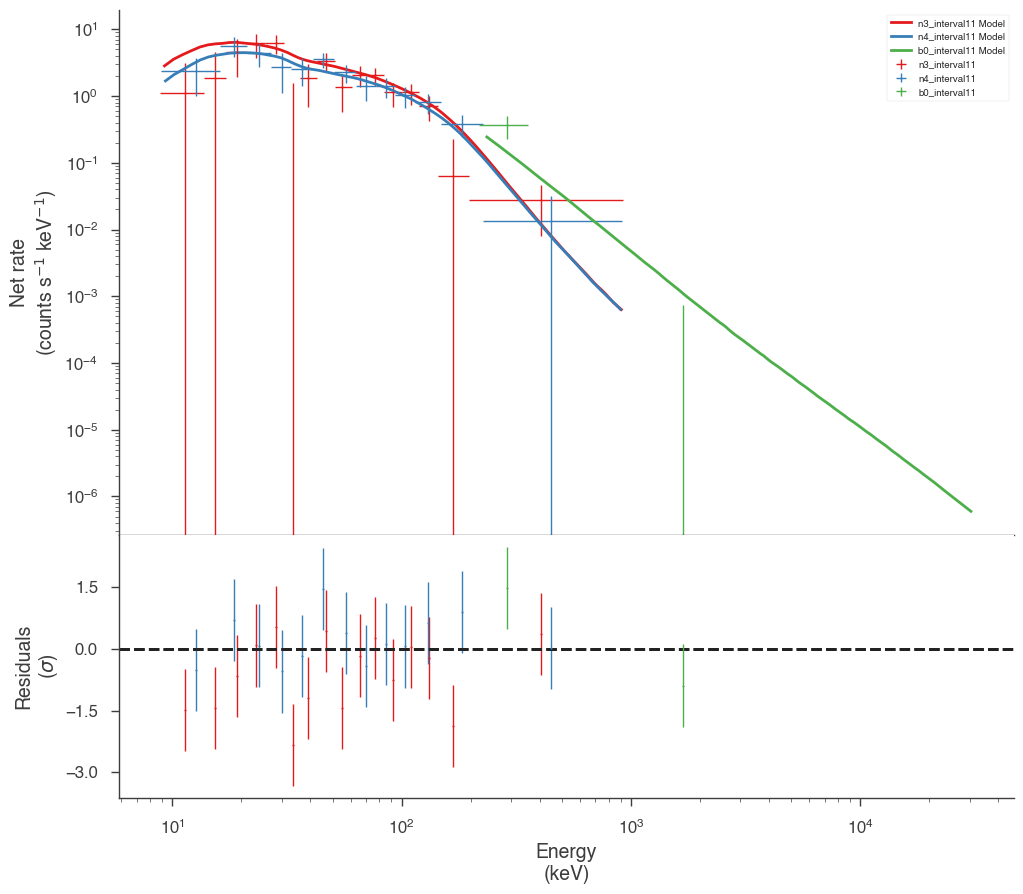 n3_interval11 Model
n4_interval11 Model
b0_interval11 Model
n3_interval11
n4_interval11
b0_interval11
Net rate
(counts s⁻¹ keV⁻¹)
10¹
10⁰
10⁻¹
10⁻²
10⁻³
10⁻⁴
10⁻⁵
10⁻⁶
Residuals
(σ)
1.5
0.0
−1.5
−3.0
10¹ 10² 10³ 10⁴
Energy
(keV)